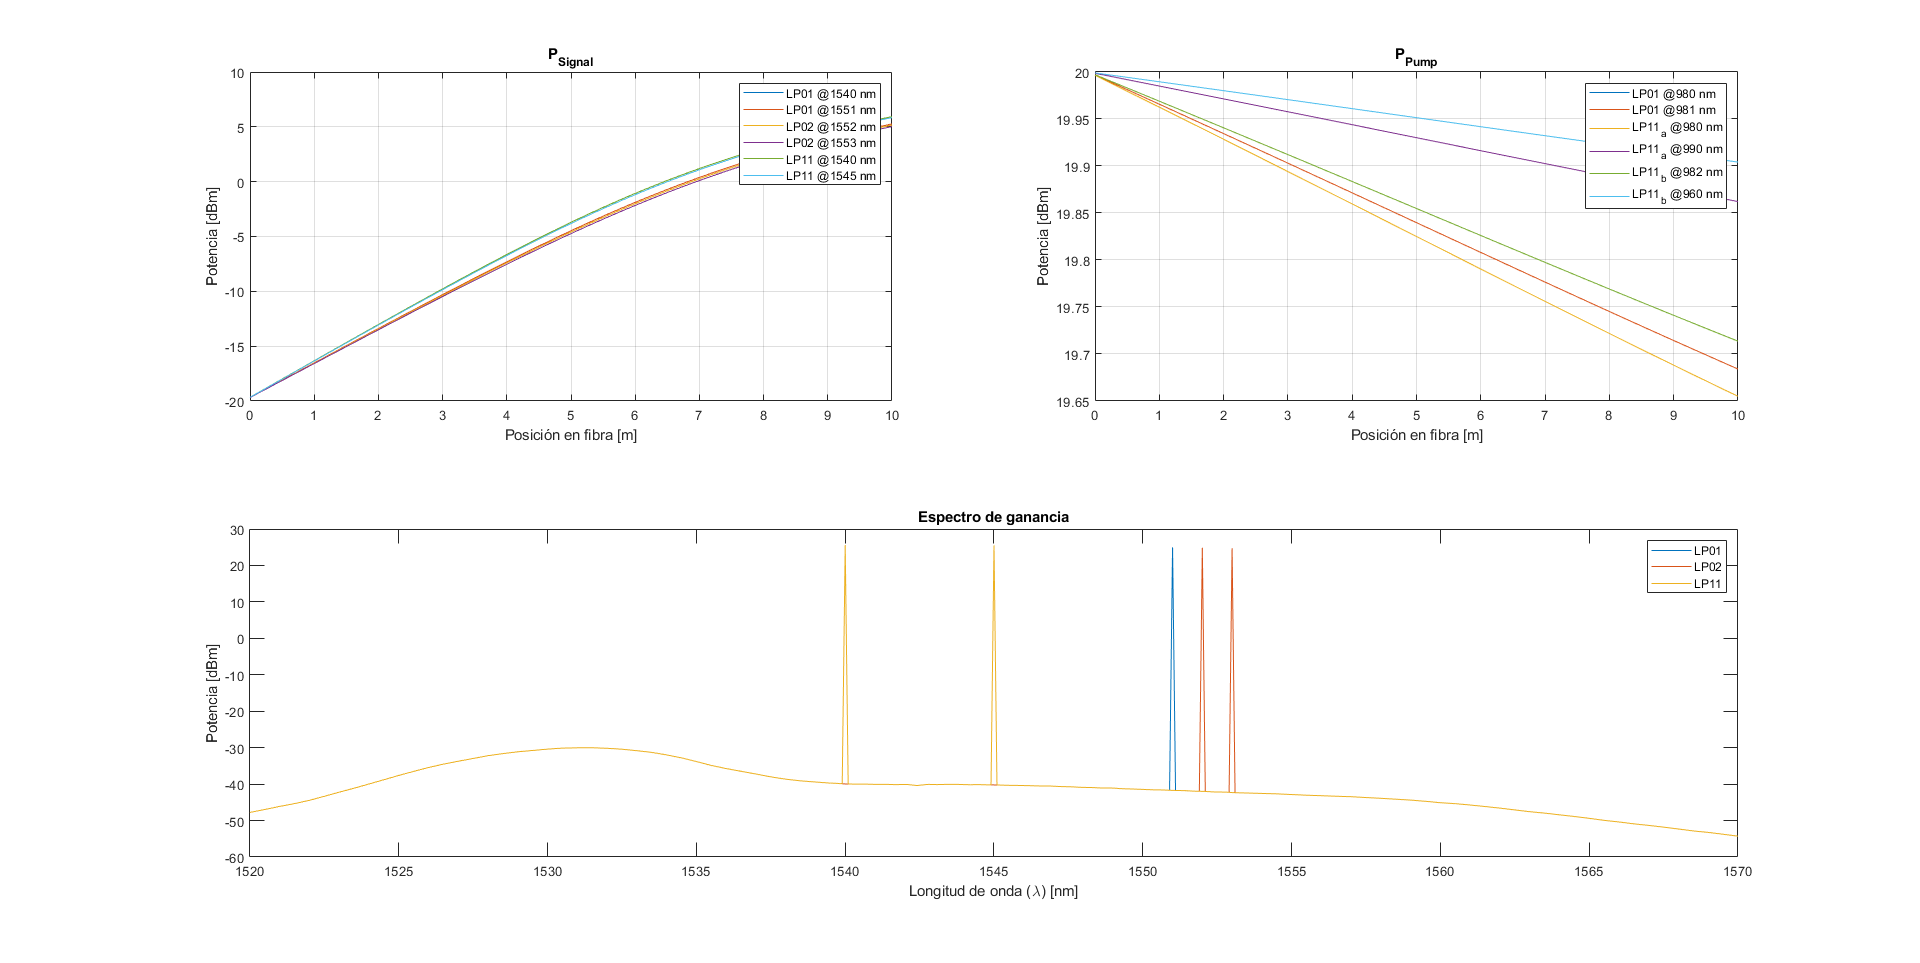 P_Signal
Potencia [dBm]
10
5
0
-5
-10
-15
-20
0 1 2 3 4 5 6 7 8 9 10
Posición en fibra [m]
LP01 @1540 nm
LP01 @1551 nm
LP02 @1552 nm
LP02 @1553 nm
LP11 @1540 nm
LP11 @1545 nm
P_Pump
Potencia [dBm]
20
19.95
19.9
19.85
19.8
19.75
19.7
19.65
0 1 2 3 4 5 6 7 8 9 10
Posición en fibra [m]
LP01 @980 nm
LP01 @981 nm
LP11_a @980 nm
LP11_a @990 nm
LP11_b @982 nm
LP11_b @960 nm
Espectro de ganancia
Potencia [dBm]
30
20
10
0
-10
-20
-30
-40
-50
-60
1520 1525 1530 1535 1540 1545 1550 1555 1560 1565 1570
Longitud de onda (λ) [nm]
LP01
LP02
LP11